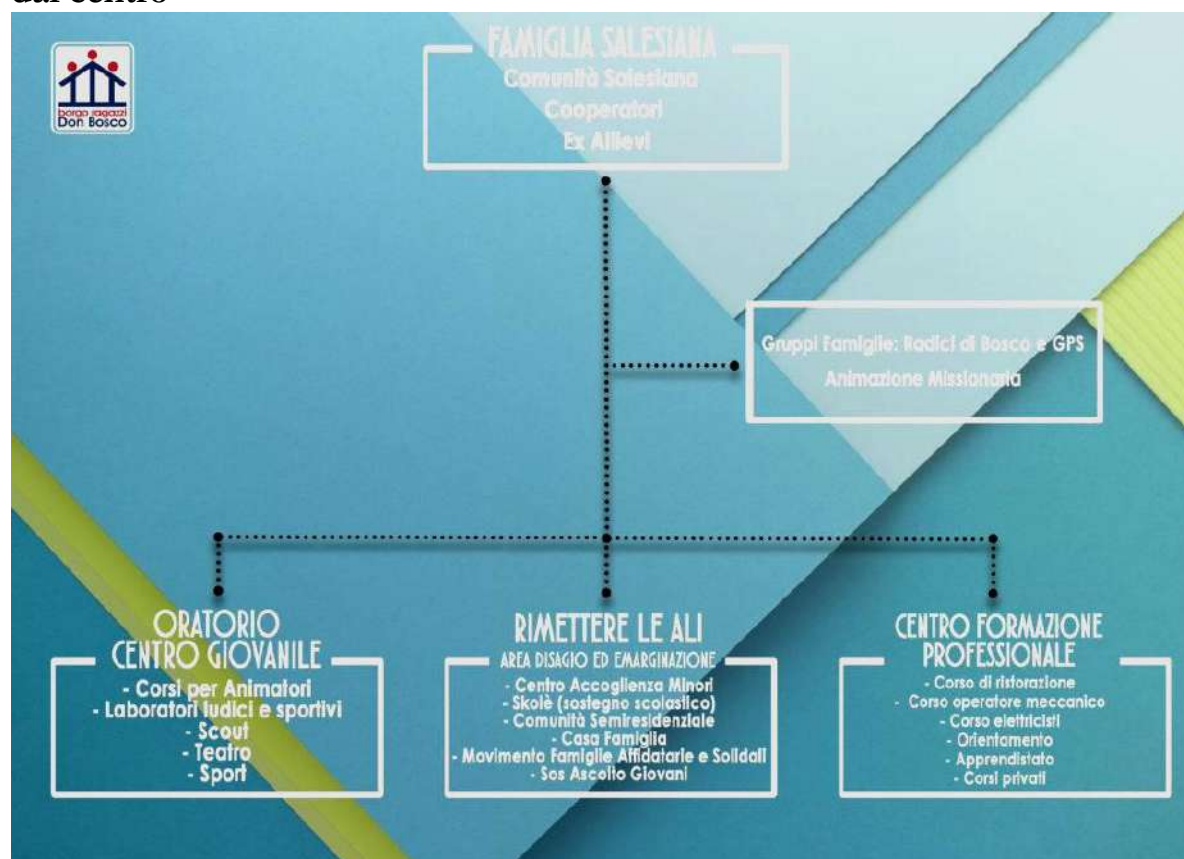 dal centro
borgo ragazzi
Don Bosco
FAMIGLIA SALESIANA
Comunità Salesiana
Cooperatori
Ex Allievi
Gruppi Famiglie: Radici di Bosco e GPS
Animazione Missionaria
ORATORIO
CENTRO GIOVANILE
- Corsi per Animatori
- Laboratori ludici e sportivi
- Scout
- Teatro
- Sport
RIMETTERE LE ALI
AREA DISAGIO ED EMARGINAZIONE
- Centro Accoglienza Minori
- Skolè (sostegno scolastico)
- Comunità Semiresidenziale
- Casa Famiglia
- Movimento Famiglie Affidatarie e Solidali
- Sos Ascolto Giovani
CENTRO FORMAZIONE
PROFESSIONALE
- Corso di ristorazione
- Corso operatore meccanico
- Corso elettricisti
- Orientamento
- Apprendistato
- Corsi privati